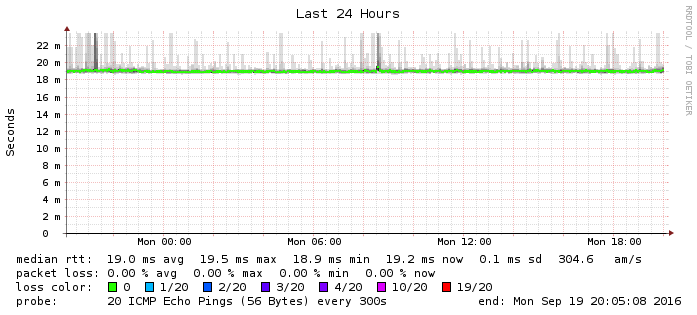 Last 24 Hours
RRDTOOL / TOBI OETIKER
Seconds
22 m
20 m
18 m
16 m
14 m
12 m
10 m
8 m
6 m
4 m
2 m
0
Mon 00:00 Mon 06:00 Mon 12:00 Mon 18:00
median rtt: 19.0 ms avg 19.5 ms max 18.9 ms min 19.2 ms now 0.1 ms sd 304.6 am/s
packet loss: 0.00 % avg 0.00 % max 0.00 % min 0.00 % now
loss color: 0 1/20 2/20 3/20 4/20 10/20 19/20
probe: 20 ICMP Echo Pings (56 Bytes) every 300s end: Mon Sep 19 20:05:08 2016